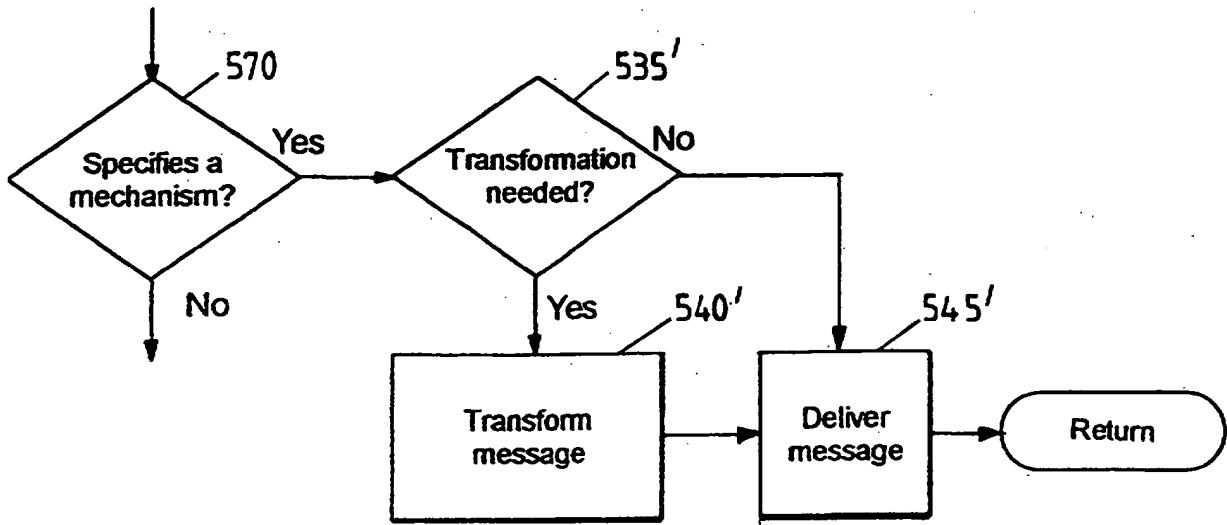 570
535'
Specifies a
mechanism?
Yes
Transformation
needed?
No
No
Yes
540'
545'
Transform
message
Deliver
message
Return